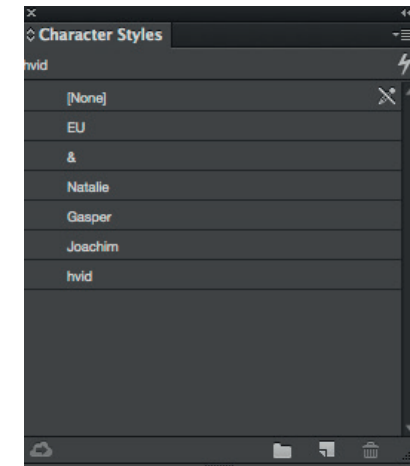 Character Styles
hvid
[None]
EU
&
Natalie
Gasper
Joachim
hvid